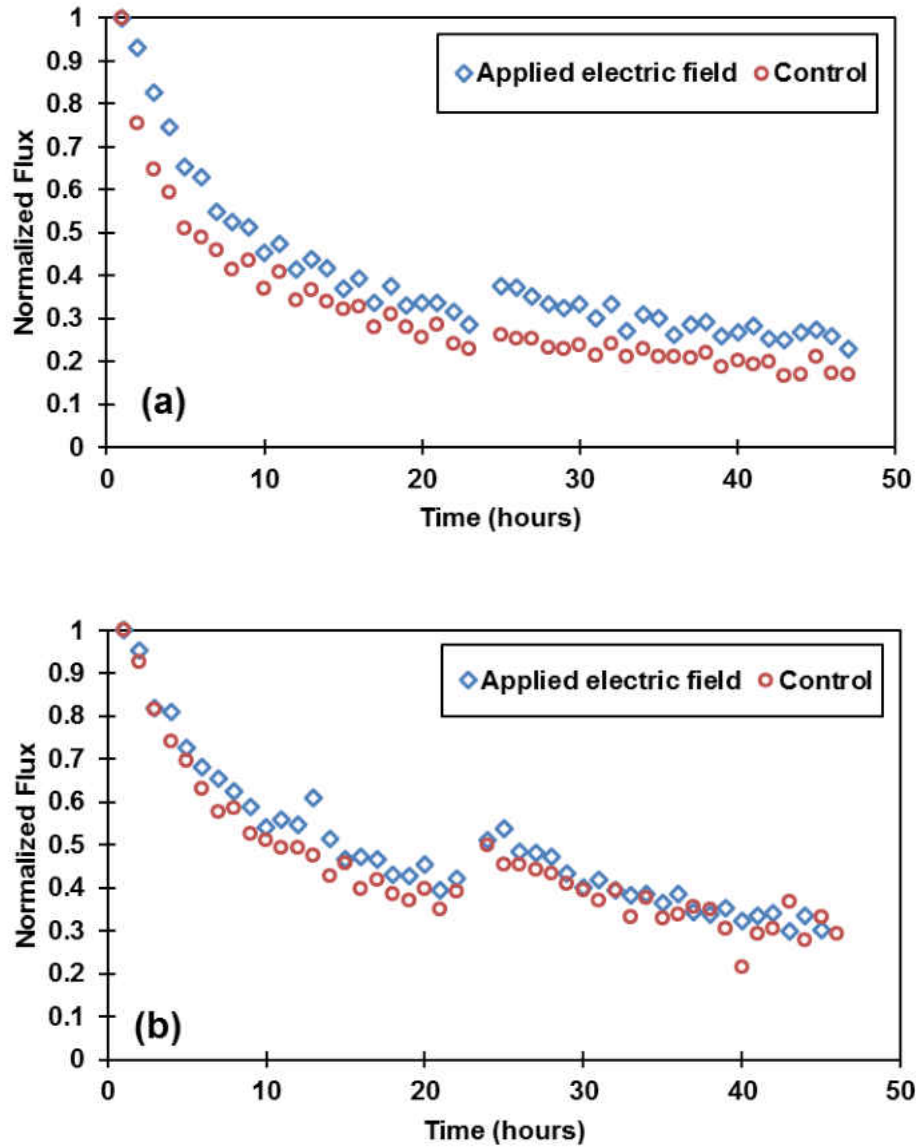 1
0.9
0.8
0.7
0.6
0.5
0.4
0.3
0.2
0.1
0
Normalized Flux
Applied electric field Control
(a)
0 10 20 30 40 50
Time (hours)
1
0.9
0.8
0.7
0.6
0.5
0.4
0.3
0.2
0.1
0
Normalized Flux
Applied electric field Control
(b)
0 10 20 30 40 50
Time (hours)